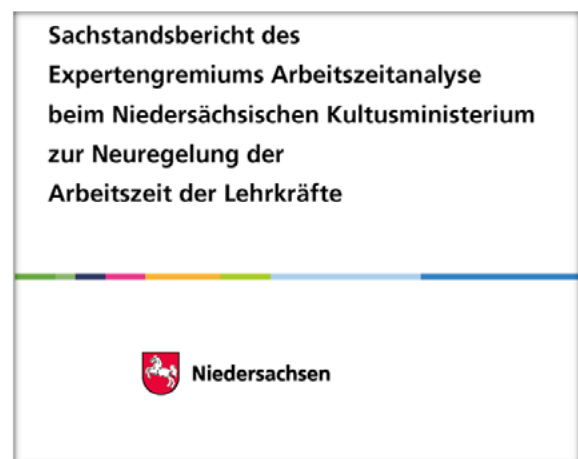 Sachstandsbericht des
Expertengremiums Arbeitszeitanalyse
beim Niedersächsischen Kultusministerium
zur Neuregelung der
Arbeitszeit der Lehrkräfte
Niedersachsen